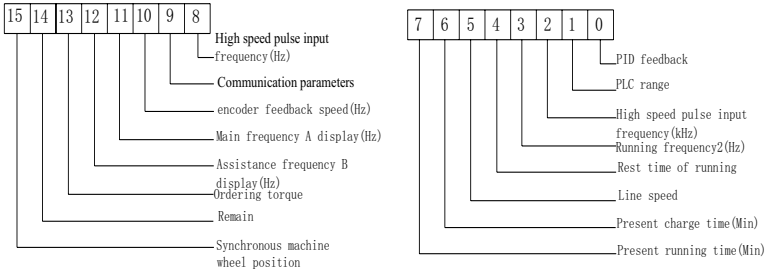 15 14 13 12 11 10 9 8
High speed pulse input
frequency(Hz)
Communication parameters
encoder feedback speed(Hz)
Main frequency A display(Hz)
Assistance frequency B
display(Hz)
Ordering torque
Remain
Synchronous machine
wheel position
7 6 5 4 3 2 1 0
PID feedback
PLC range
High speed pulse input
frequency(kHz)
Running frequency2(Hz)
Rest time of running
Line speed
Present charge time(Min)
Present running time(Min)